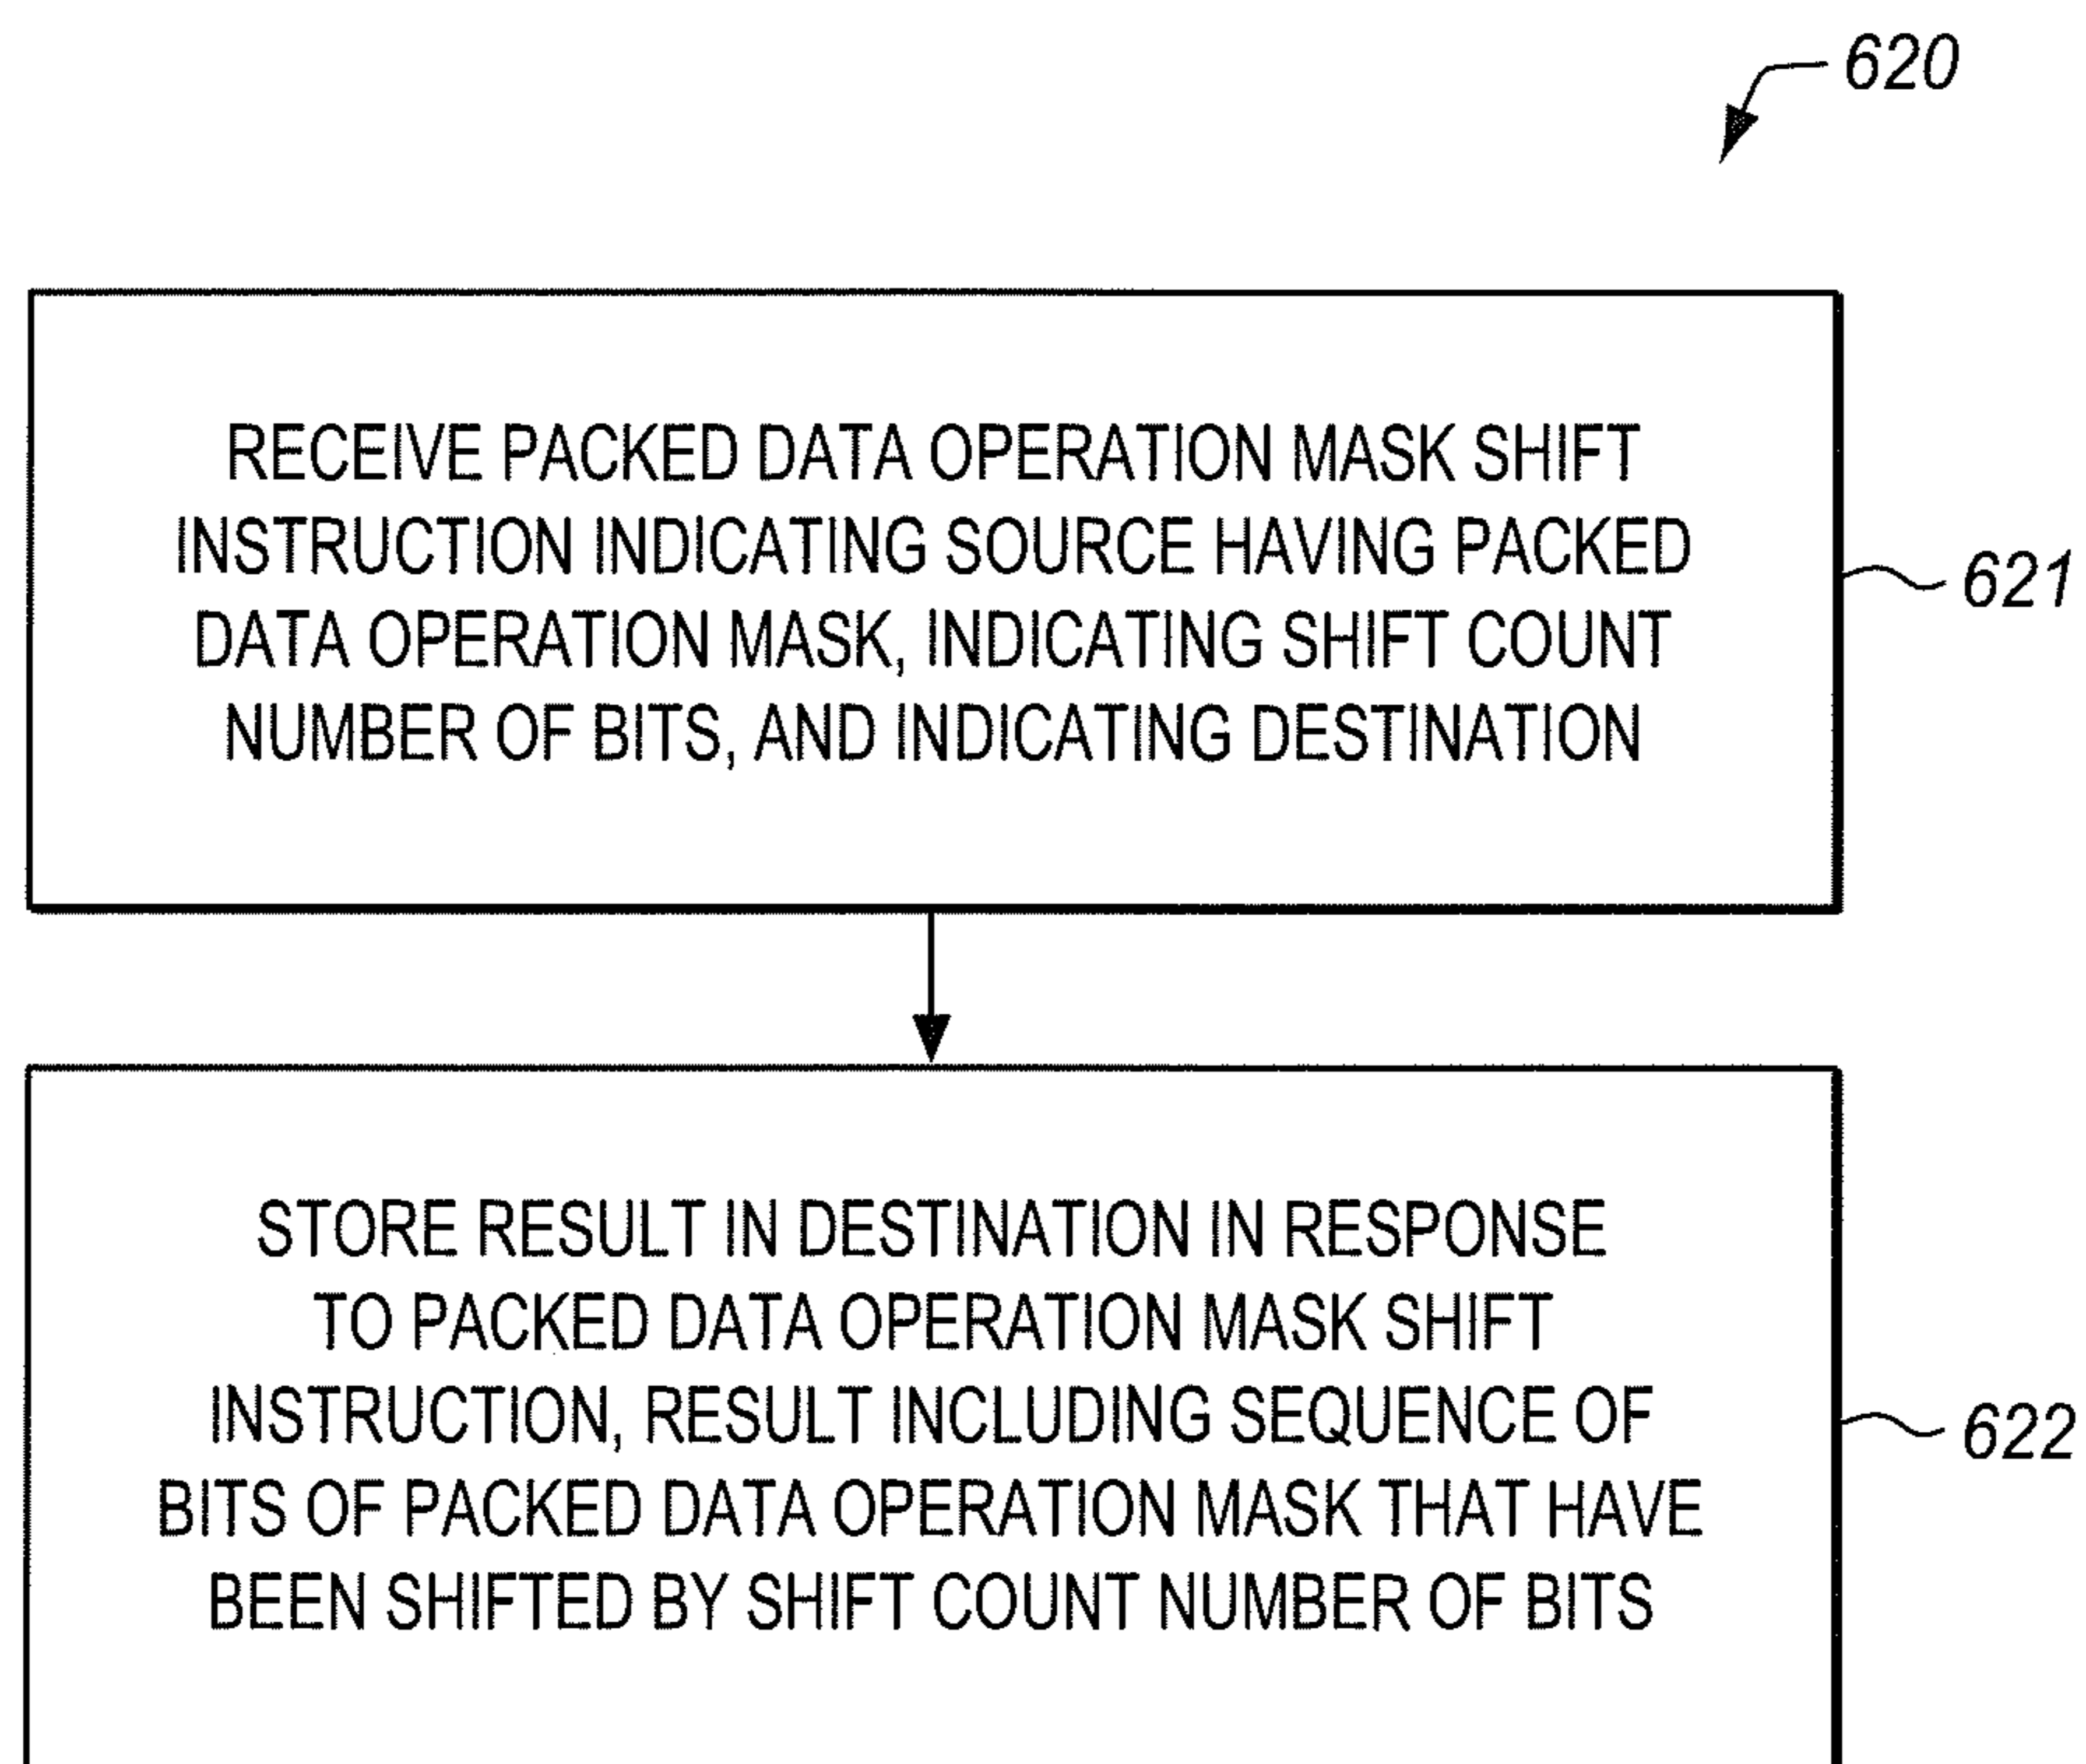 620
RECEIVE PACKED DATA OPERATION MASK SHIFT
INSTRUCTION INDICATING SOURCE HAVING PACKED
DATA OPERATION MASK, INDICATING SHIFT COUNT
NUMBER OF BITS, AND INDICATING DESTINATION
621
STORE RESULT IN DESTINATION IN RESPONSE
TO PACKED DATA OPERATION MASK SHIFT
INSTRUCTION, RESULT INCLUDING SEQUENCE OF
BITS OF PACKED DATA OPERATION MASK THAT HAVE
BEEN SHIFTED BY SHIFT COUNT NUMBER OF BITS
622